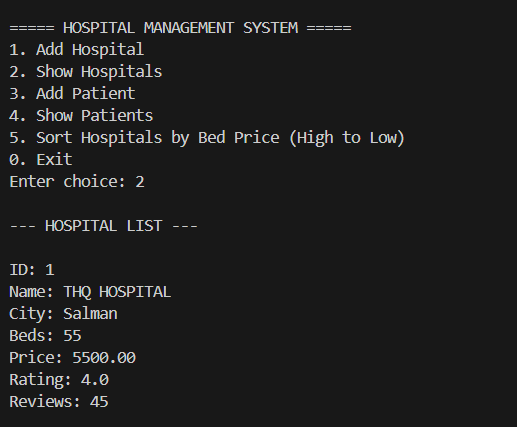 ===== HOSPITAL MANAGEMENT SYSTEM =====
1. Add Hospital
2. Show Hospitals
3. Add Patient
4. Show Patients
5. Sort Hospitals by Bed Price (High to Low)
0. Exit
Enter choice: 2
--- HOSPITAL LIST ---
ID: 1
Name: THQ HOSPITAL
City: Salman
Beds: 55
Price: 5500.00
Rating: 4.0
Reviews: 45